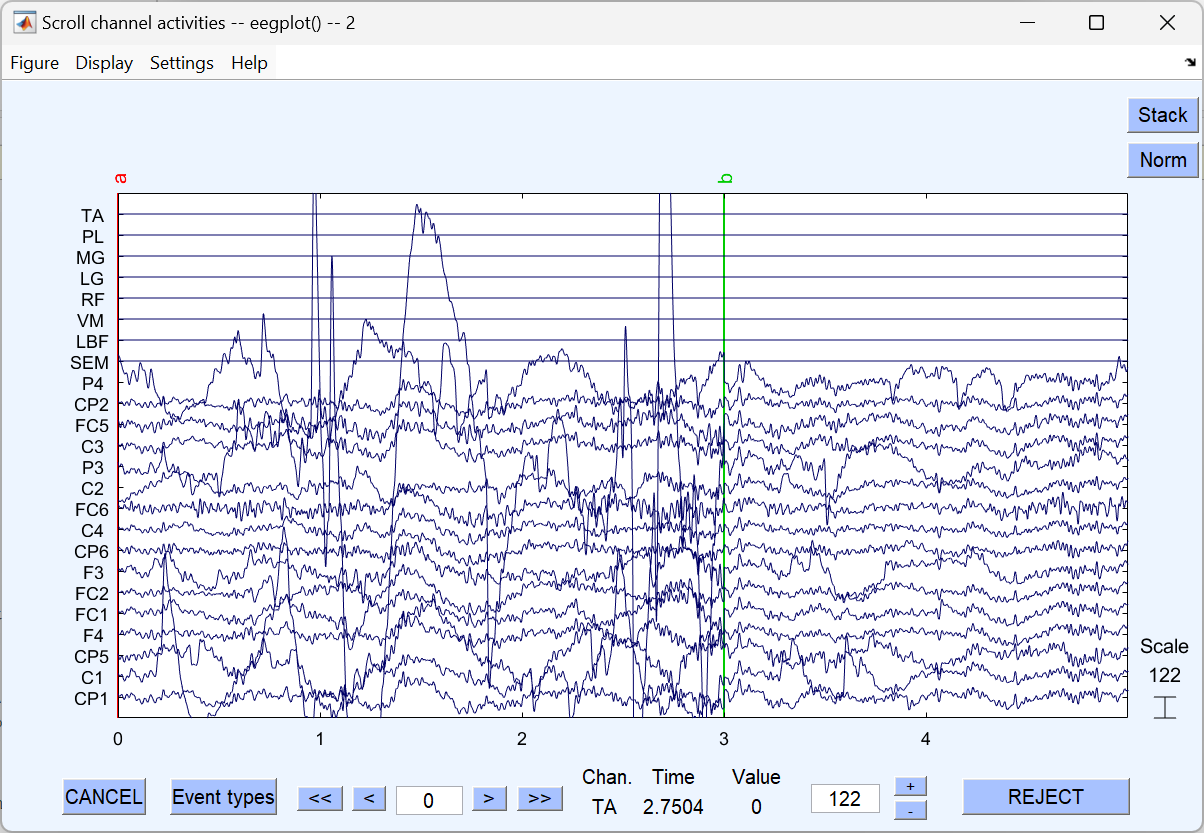 Scroll channel activities -- eegplot() -- 2
Figure Display Settings Help
Stack
Norm
a b
TA
PL
MG
LG
RF
VM
LBF
SEM
P4
CP2
FC5
C3
P3
C2
FC6
C4
CP6
F3
FC2
FC1
F4
CP5
C1
CP1
Scale
122
0 1 2 3 4
Chan. Time Value
CANCEL Event types << < 0 > >> TA 2.7504 0 122 + - REJECT